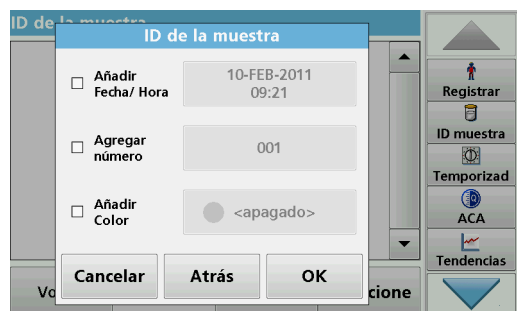 ID de la muestra
ID de la muestra
Añadir
Fecha/ Hora
10-FEB-2011
09:21
Agregar
número
001
Añadir
Color
<apagado>
Cancelar
Atrás
OK
Vo
cione
Registrar
ID muestra
Temporizad
ACA
Tendencias